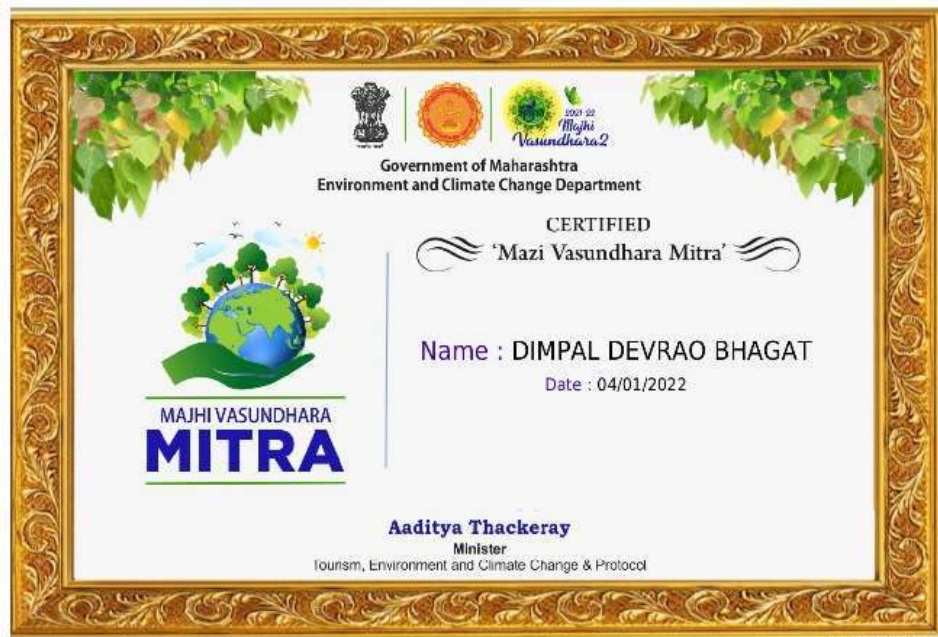 2021-22
Majhi
Vasundhara2
Government of Maharashtra
Environment and Climate Change Department
CERTIFIED
'Mazi Vasundhara Mitra'
Name : DIMPAL DEVRAO BHAGAT
Date : 04/01/2022
MAJHI VASUNDHARA
MITRA
Aaditya Thackeray
Minister
Tourism, Environment and Climate Change & Protocol